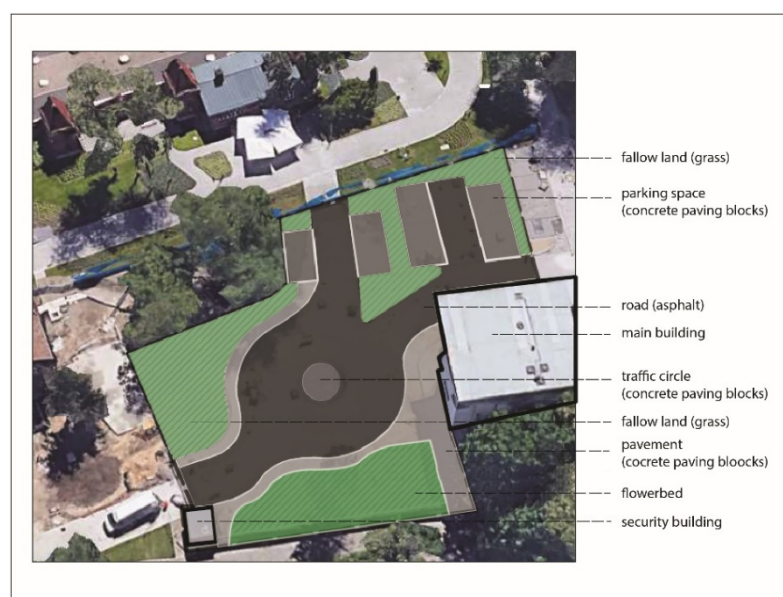 fallow land (grass)
parking space
(concrete paving blocks)
road (asphalt)
main building
traffic circle
(concrete paving blocks)
fallow land (grass)
pavement
(cocrete paving bloocks)
flowerbed
security building